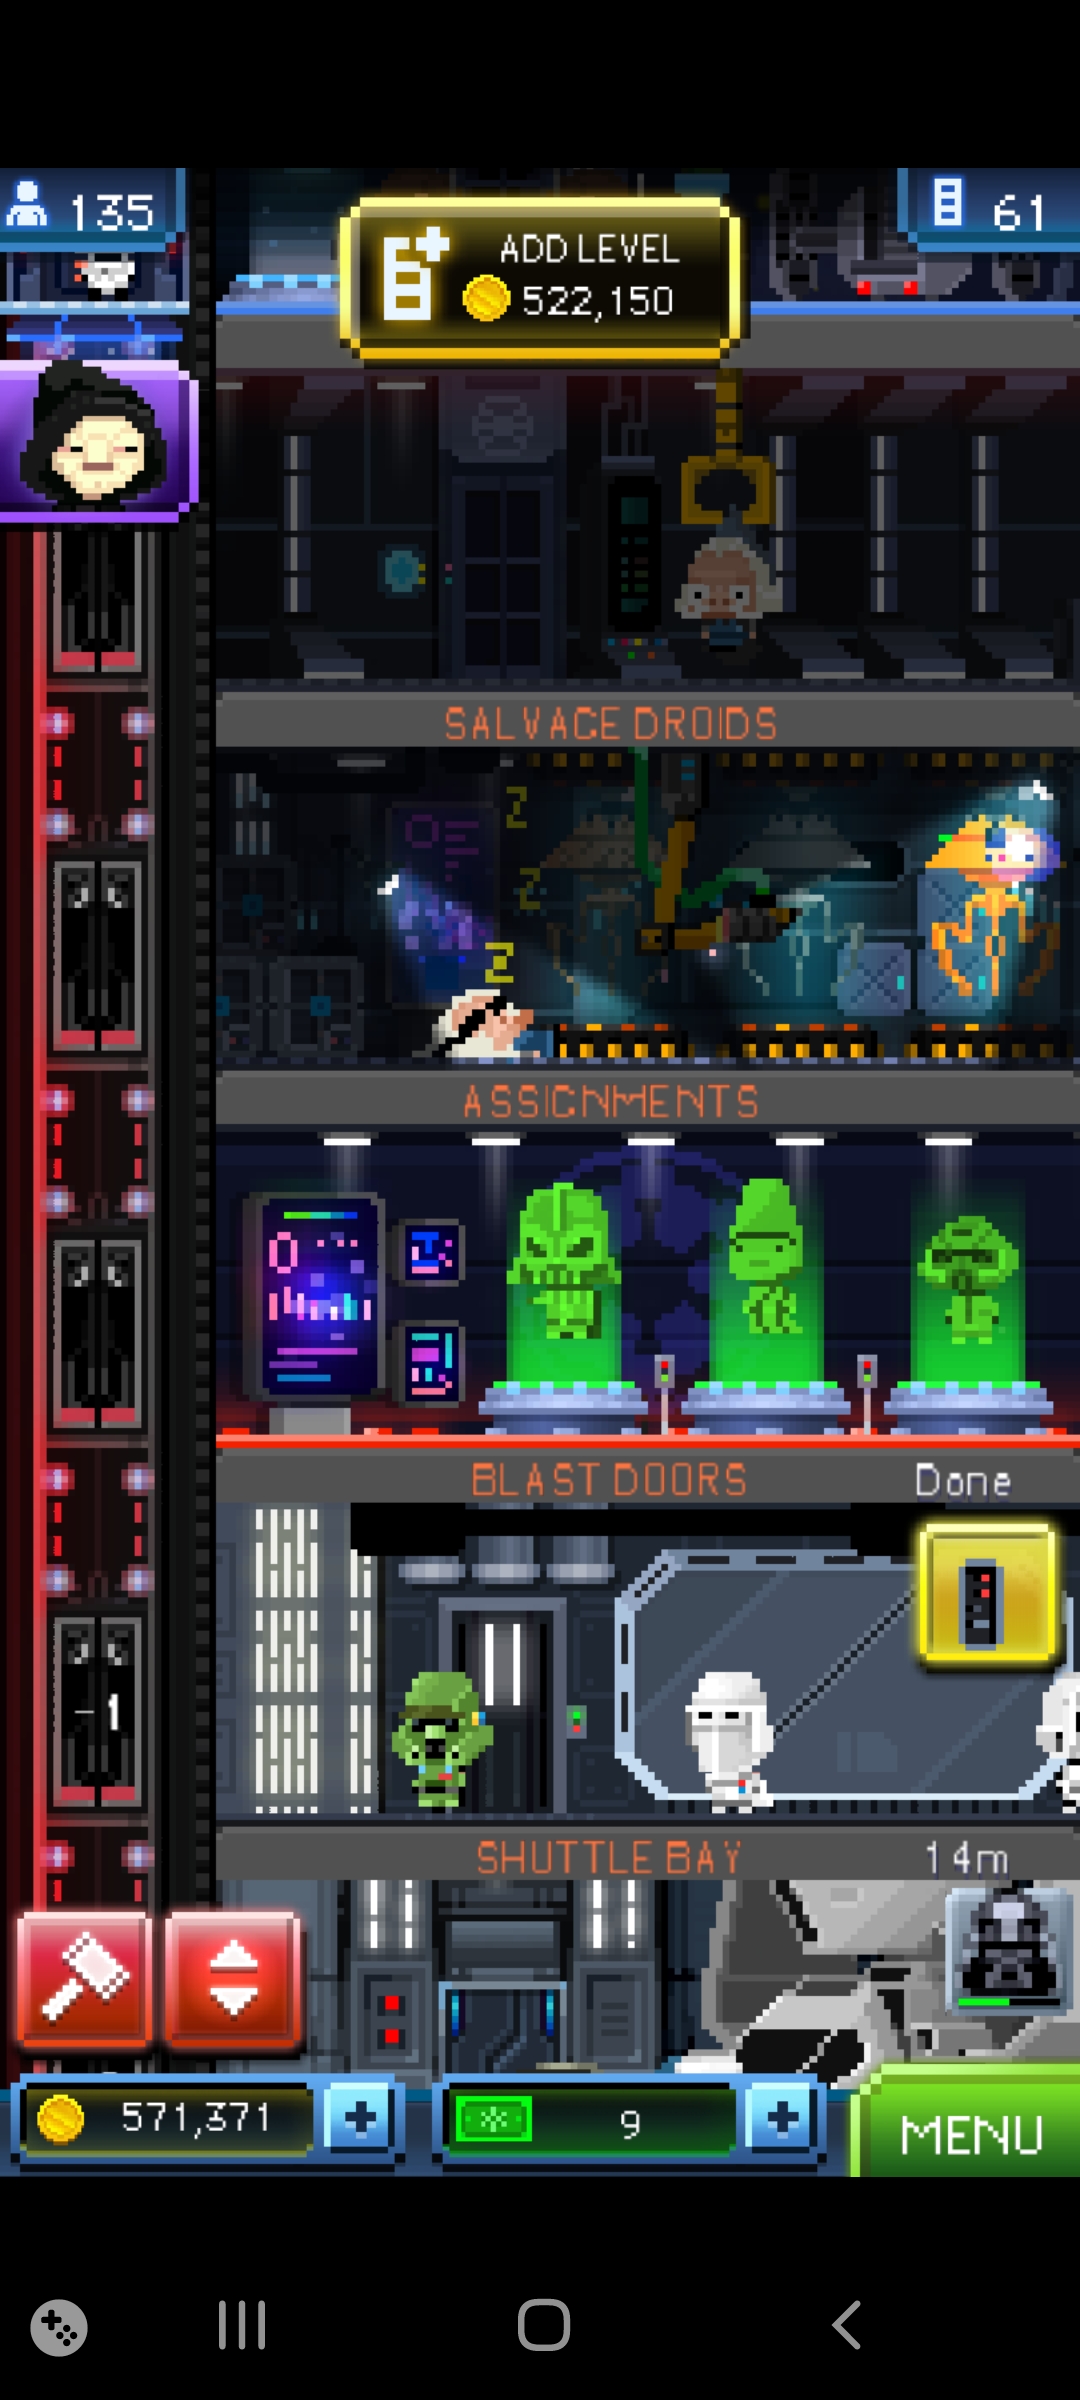 135
ADD LEVEL
522,150
61
SALVAGE DROIDS
Z
Z
Z
ASSIGNMENTS
BLAST DOORS
Done
-1
SHUTTLE BAY
14m
571,371
9
MENU